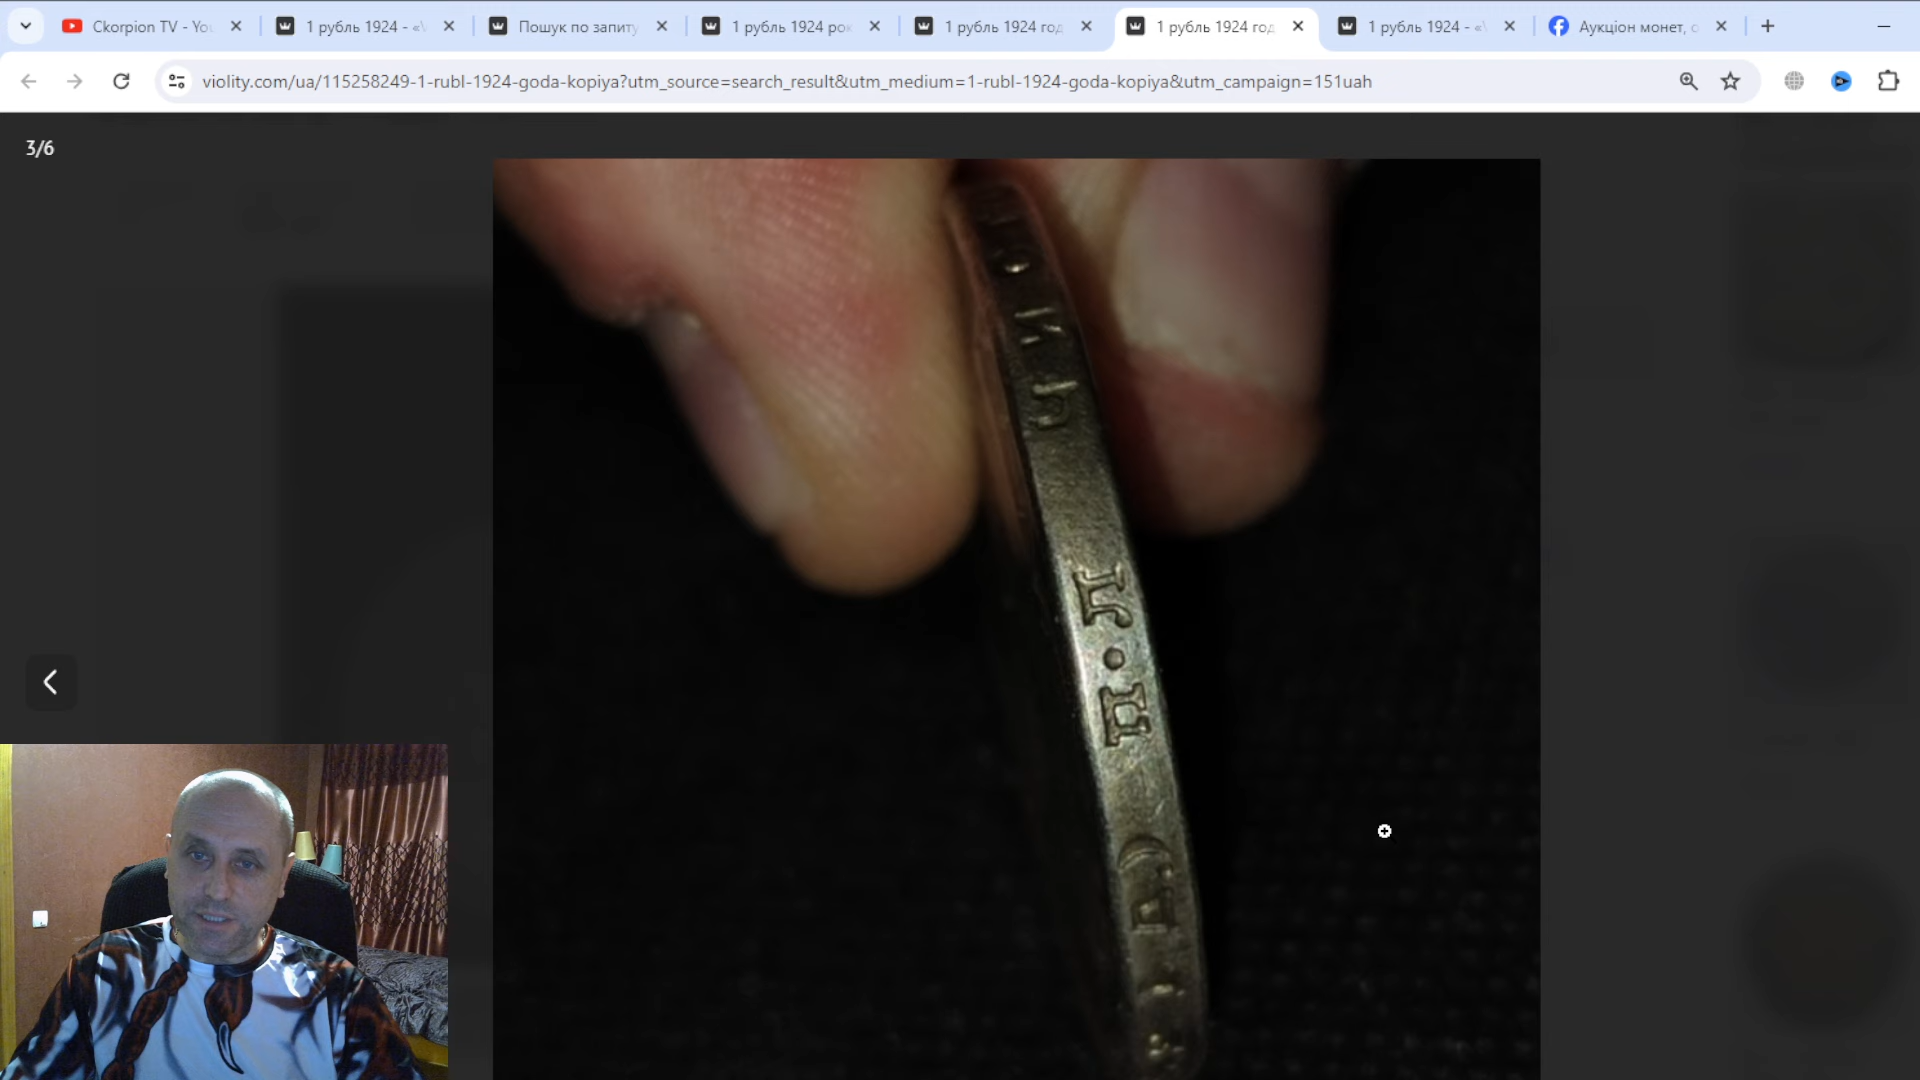 Ckorpion TV - You
1 рубль 1924 - «\
Пошук по запиту
1 рубль 1924 рок
1 рубль 1924 год
1 рубль 1924 год
1 рубль 1924 - «\
Аукціон монет, с
violity.com/ua/115258249-1-rubl-1924-goda-kopiya?utm_source=search_result&utm_medium=1-rubl-1924-goda-kopiya&utm_campaign=151uah
3/6
П•Л